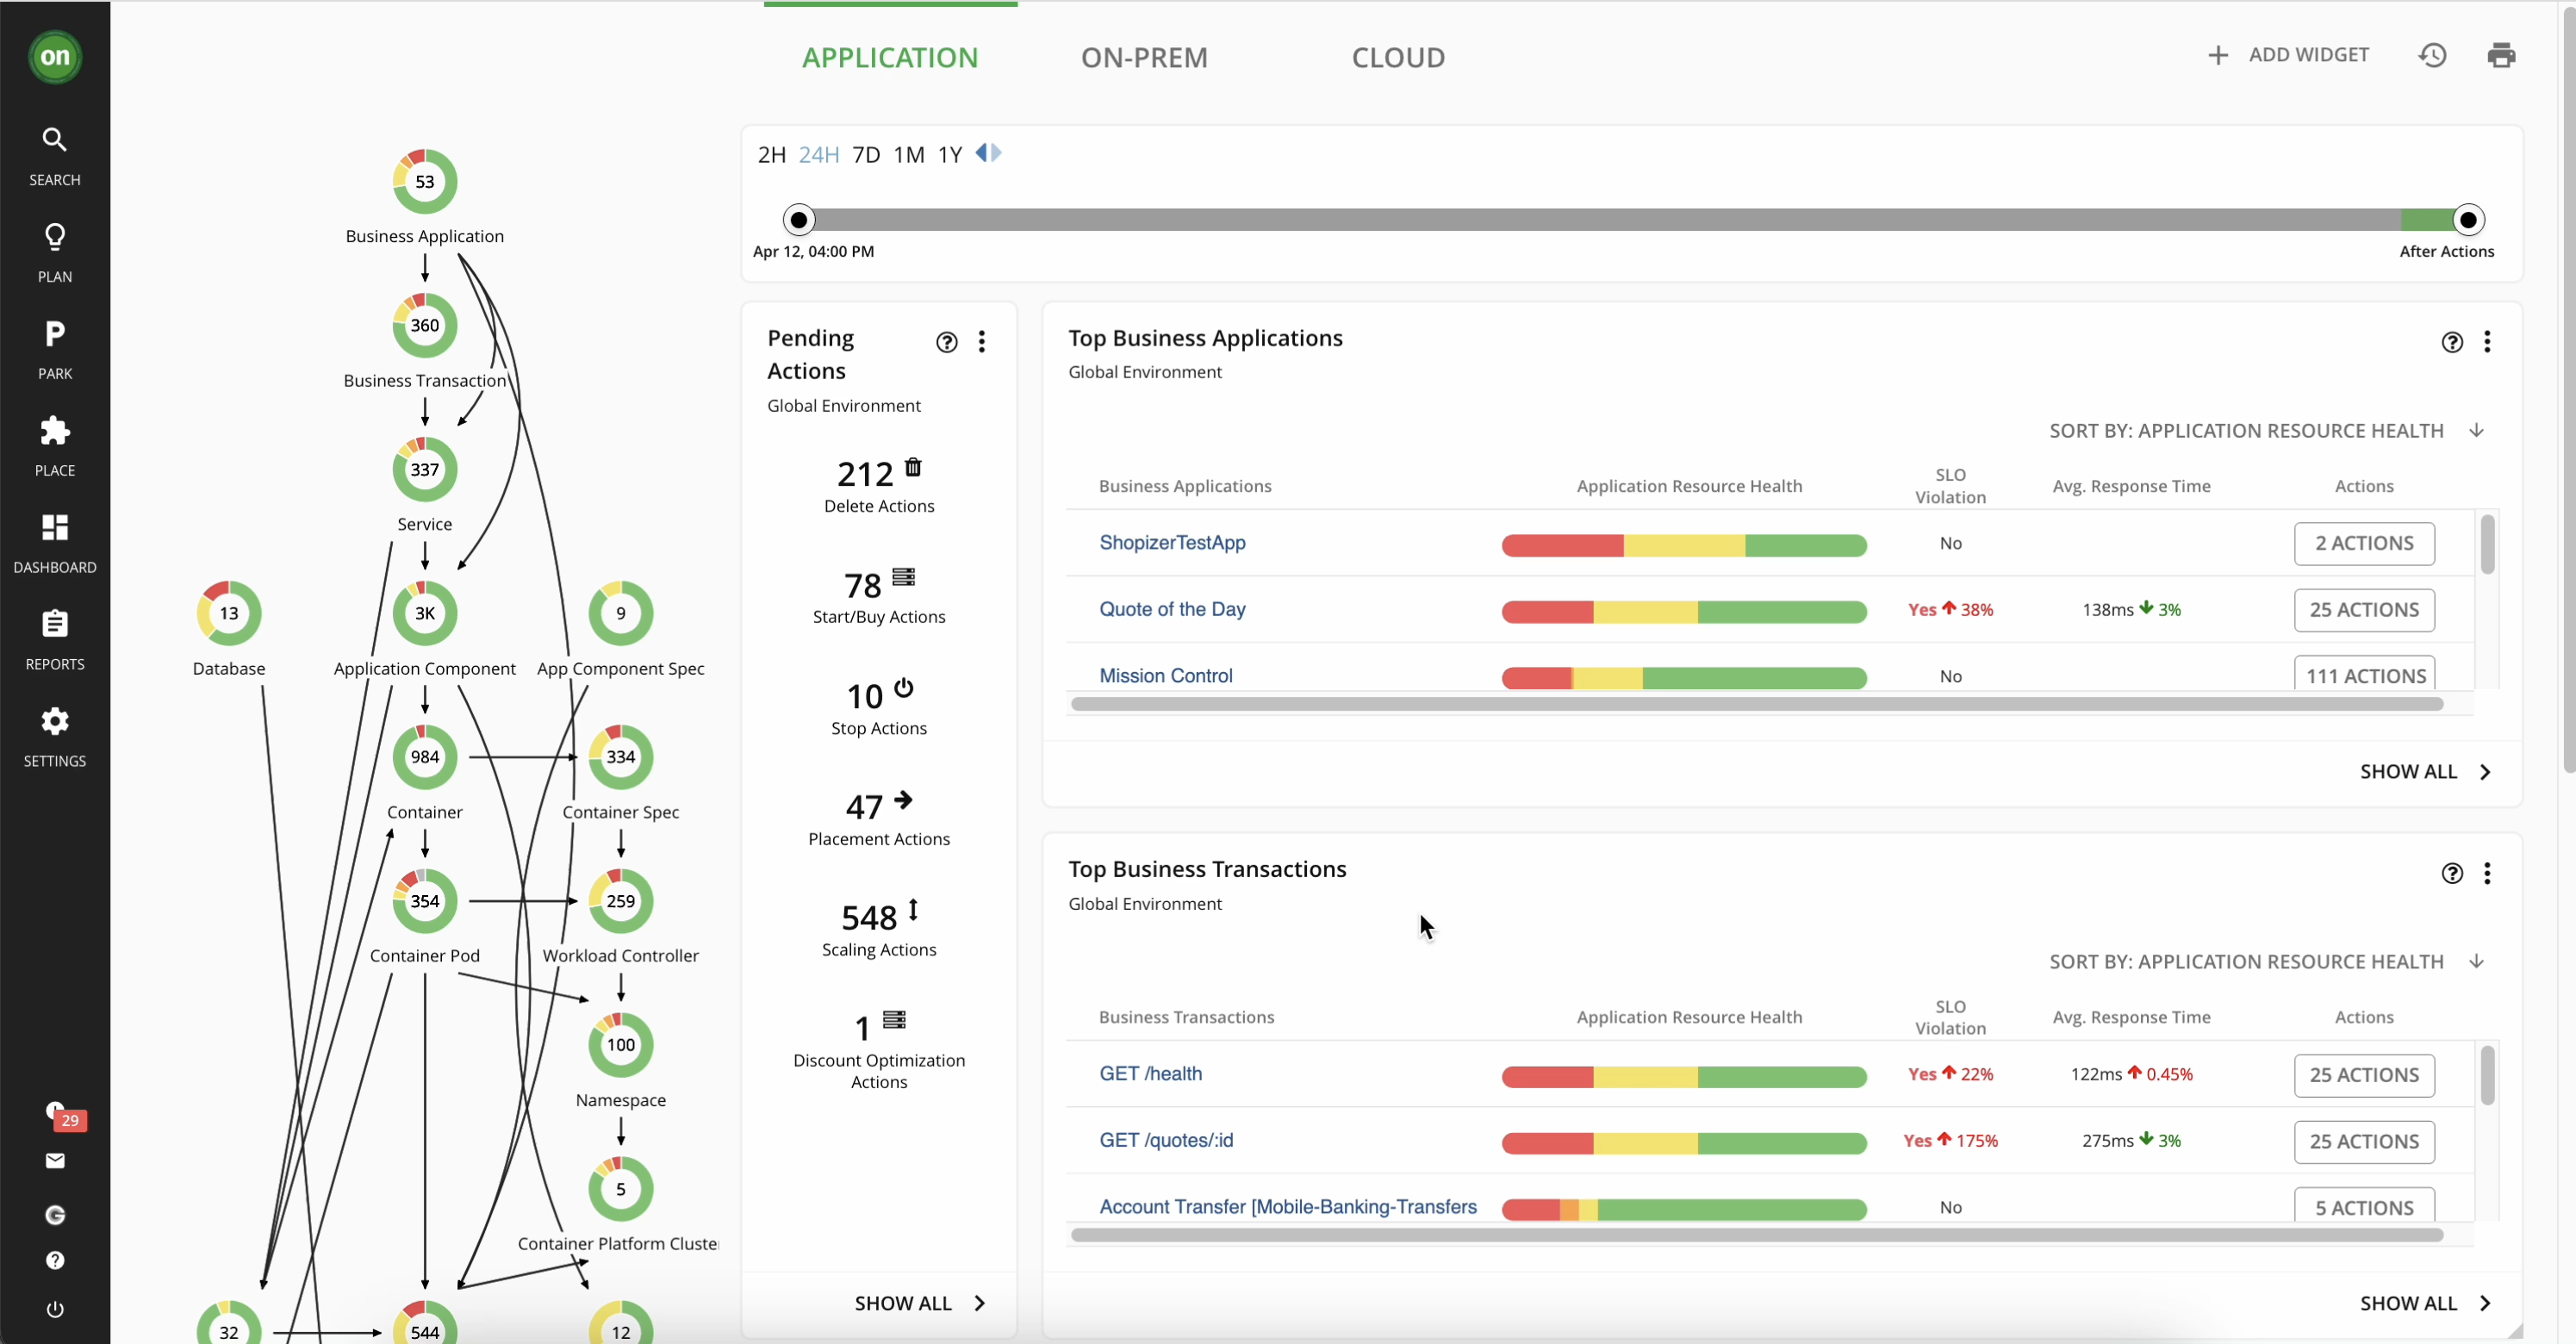 on
SEARCH
PLAN
P
PARK
PLACE
DASHBOARD
REPORTS
SETTINGS
29
APPLICATION
ON-PREM
CLOUD
ADD WIDGET
53
Business Application
360
Business Transaction
337
Service
13
Database
3K
Application Component
9
App Component Spec
984
Container
334
Container Spec
354
Container Pod
259
Workload Controller
100
Namespace
5
Container Platform Cluste
32
544
12
2H 24H 7D 1M 1Y
Apr 12, 04:00 PM
After Actions
Pending
Actions
Global Environment
212
Delete Actions
78
Start/Buy Actions
10
Stop Actions
47
Placement Actions
548
Scaling Actions
1
Discount Optimization
Actions
SHOW ALL
Top Business Applications
Global Environment
SORT BY: APPLICATION RESOURCE HEALTH
Business Applications Application Resource Health SLO Violation Avg. Response Time Actions
ShopizerTestApp No 2 ACTIONS
Quote of the Day Yes 38% 138ms 3% 25 ACTIONS
Mission Control No 111 ACTIONS
SHOW ALL
Top Business Transactions
Global Environment
SORT BY: APPLICATION RESOURCE HEALTH
Business Transactions Application Resource Health SLO Violation Avg. Response Time Actions
GET /health Yes 22% 122ms 0.45% 25 ACTIONS
GET /quotes/:id Yes 175% 275ms 3% 25 ACTIONS
Account Transfer [Mobile-Banking-Transfers No 5 ACTIONS
SHOW ALL